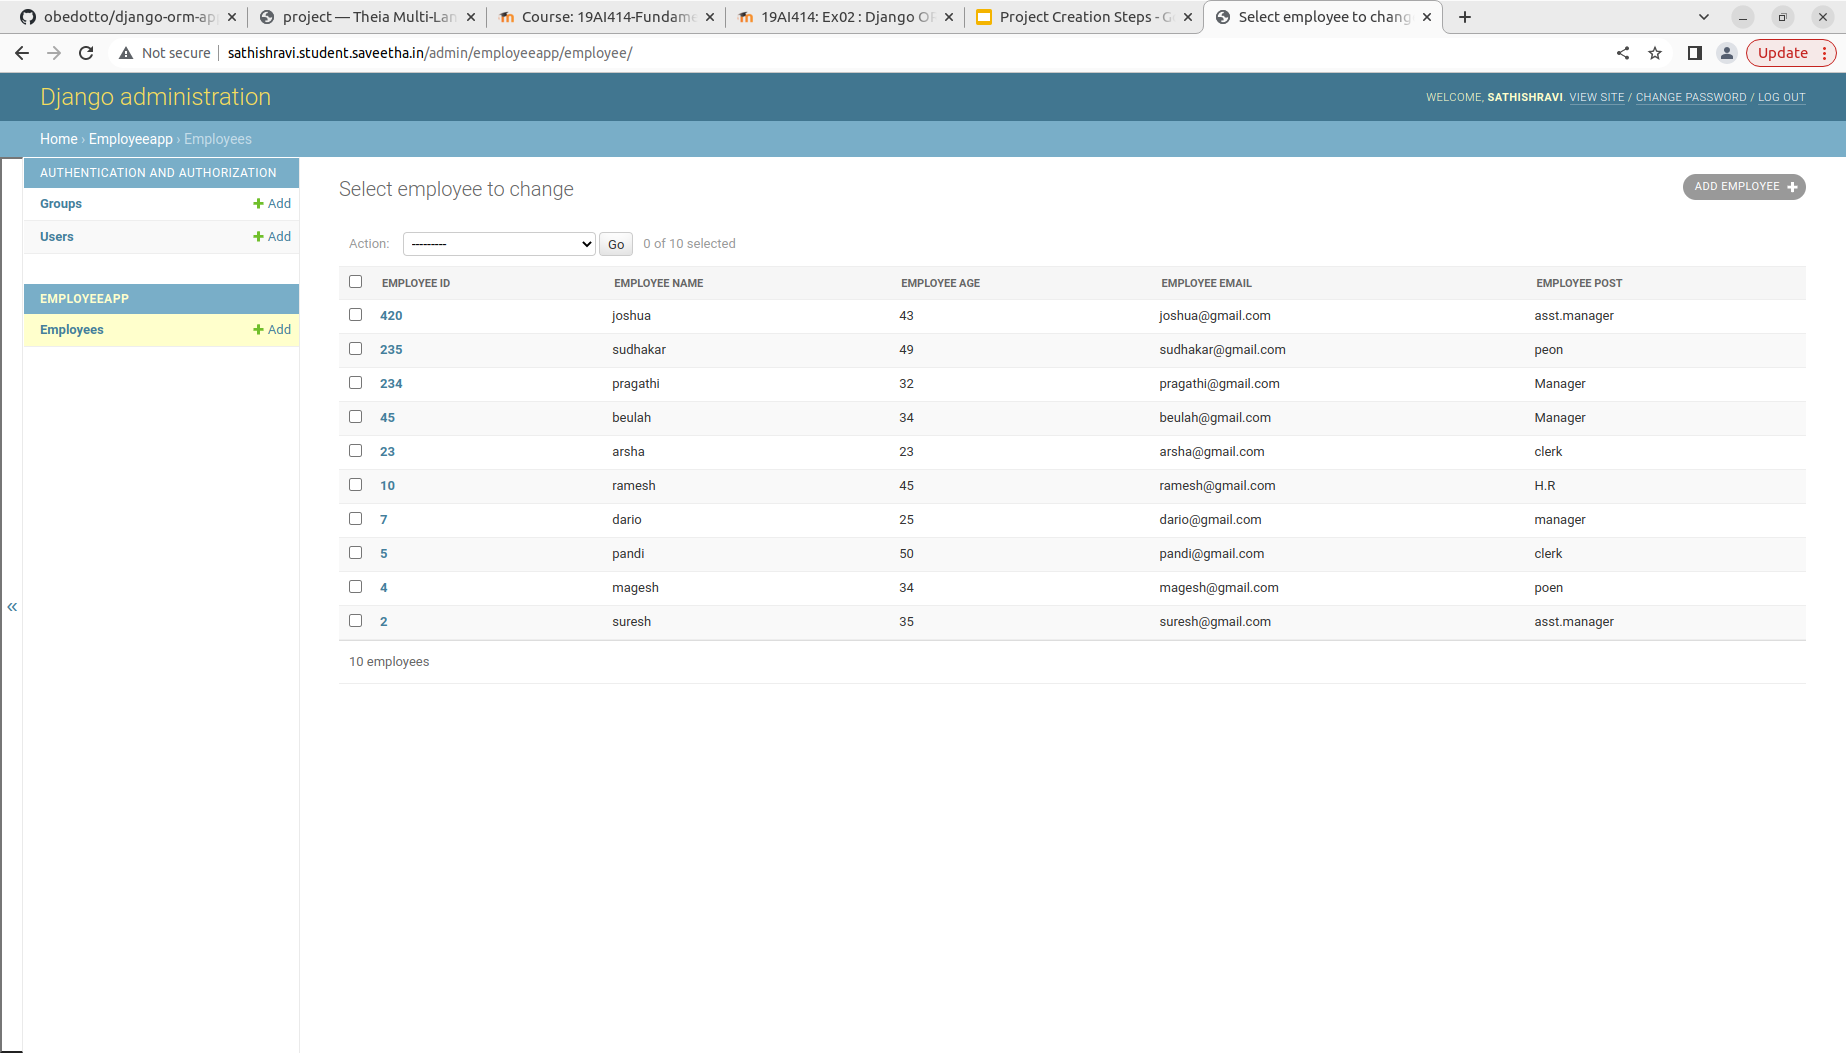 obedotto/django-orm-ap
project — Theia Multi-Lan
Course: 19AI414-Fundame
19AI414: Ex02 : Django O
Project Creation Steps - G
Select employee to chang
Not secure sathishravi.student.saveetha.in/admin/employeeapp/employee/ Update
Django administration
WELCOME, SATHISHRAVI. VIEW SITE / CHANGE PASSWORD / LOG OUT
Home › Employeeapp › Employees
AUTHENTICATION AND AUTHORIZATION
Groups + Add
Users + Add
EMPLOYEEAPP
Employees + Add
«
Select employee to change
ADD EMPLOYEE +
Action: --------- Go 0 of 10 selected
EMPLOYEE ID EMPLOYEE NAME EMPLOYEE AGE EMPLOYEE EMAIL EMPLOYEE POST
420 joshua 43 joshua@gmail.com asst.manager
235 sudhakar 49 sudhakar@gmail.com peon
234 pragathi 32 pragathi@gmail.com Manager
45 beulah 34 beulah@gmail.com Manager
23 arsha 23 arsha@gmail.com clerk
10 ramesh 45 ramesh@gmail.com H.R
7 dario 25 dario@gmail.com manager
5 pandi 50 pandi@gmail.com clerk
4 magesh 34 magesh@gmail.com poen
2 suresh 35 suresh@gmail.com asst.manager
10 employees